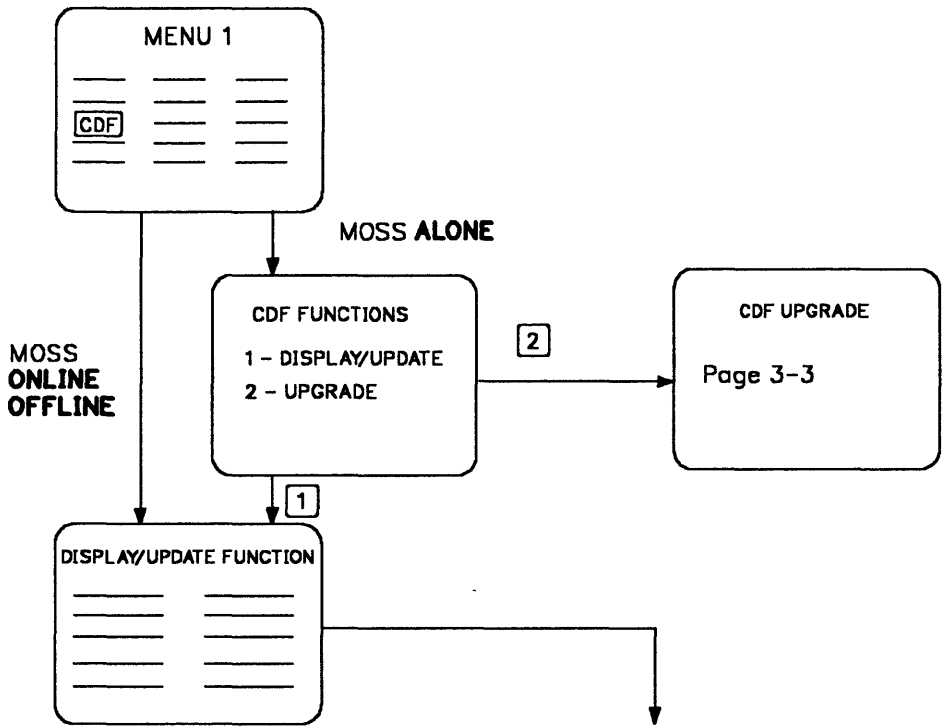 MENU 1
CDF
MOSS ALONE
MOSS
ONLINE
OFFLINE
CDF FUNCTIONS
1 – DISPLAY/UPDATE
2 – UPGRADE
2
CDF UPGRADE
Page 3-3
1
DISPLAY/UPDATE FUNCTION